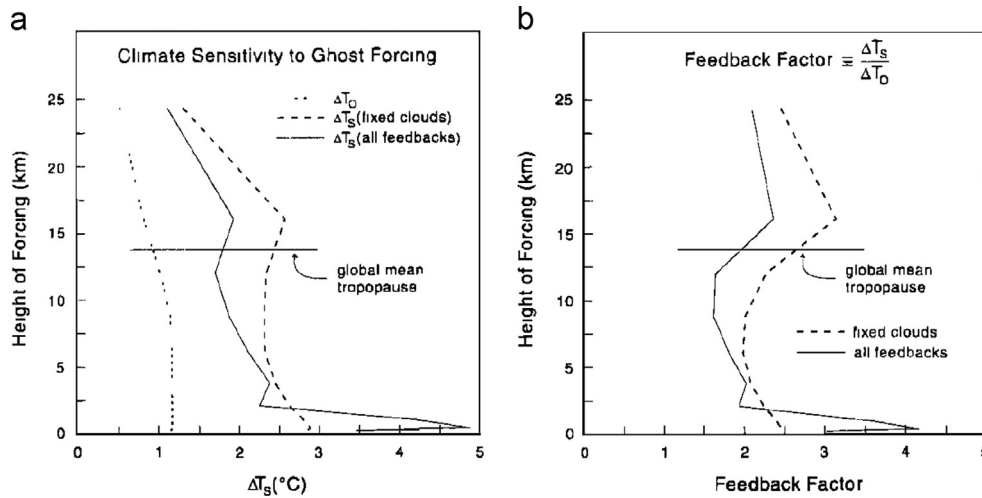 a
Climate Sensitivity to Ghost Forcing
ΔT₀
ΔTₛ(fixed clouds)
ΔTₛ(all feedbacks)
global mean
tropopause
Height of Forcing (km)
25
20
15
10
5
0
0 1 2 3 4 5
ΔTₛ(°C)
b
Feedback Factor ≡ ΔTₛ
ΔT₀
global mean
tropopause
fixed clouds
all feedbacks
Height of Forcing (km)
25
20
15
10
5
0
0 1 2 3 4 5
Feedback Factor